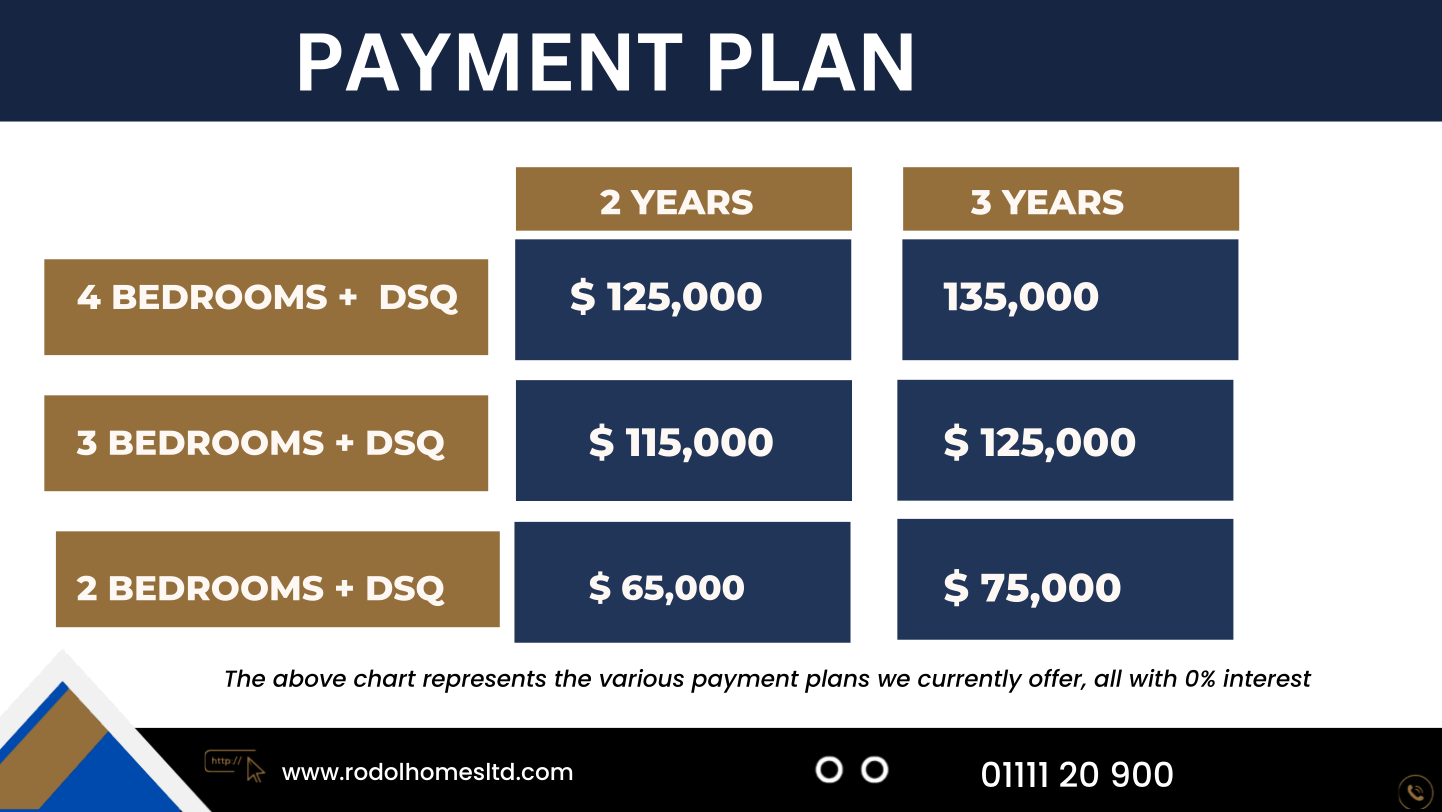 PAYMENT PLAN
2 YEARS 3 YEARS
4 BEDROOMS + DSQ $ 125,000 135,000
3 BEDROOMS + DSQ $ 115,000 $ 125,000
2 BEDROOMS + DSQ $ 65,000 $ 75,000
The above chart represents the various payment plans we currently offer, all with 0% interest
http:// www.rodolhomesltd.com 01111 20 900